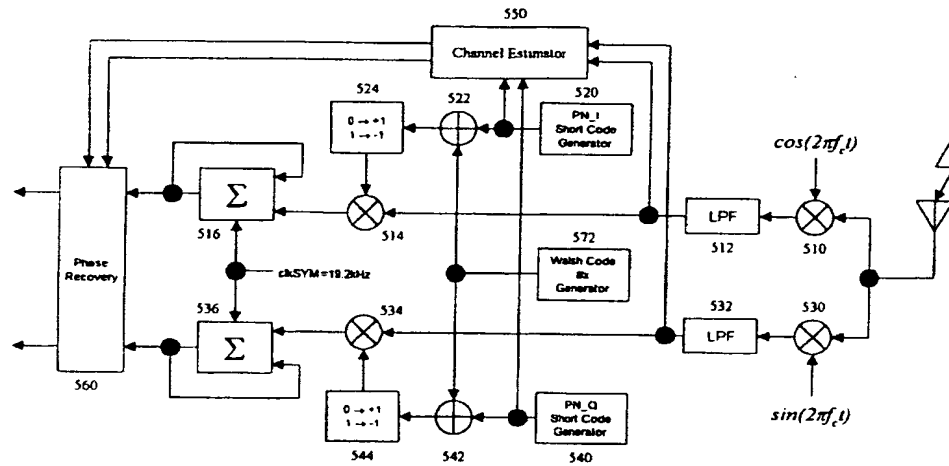 550
Channel Estimator
524
522
520
0 → +1
1 → -1
PN_I
Short Code
Generator
cos(2πf_c t)
Σ
LPF
516
514
512
510
572
Phase
Recovery
clkSYM=19.2kHz
Walsh Code
Generator
536
534
532
530
Σ
LPF
560
0 → +1
1 → -1
PN_Q
Short Code
Generator
sin(2πf_c t)
544
542
540